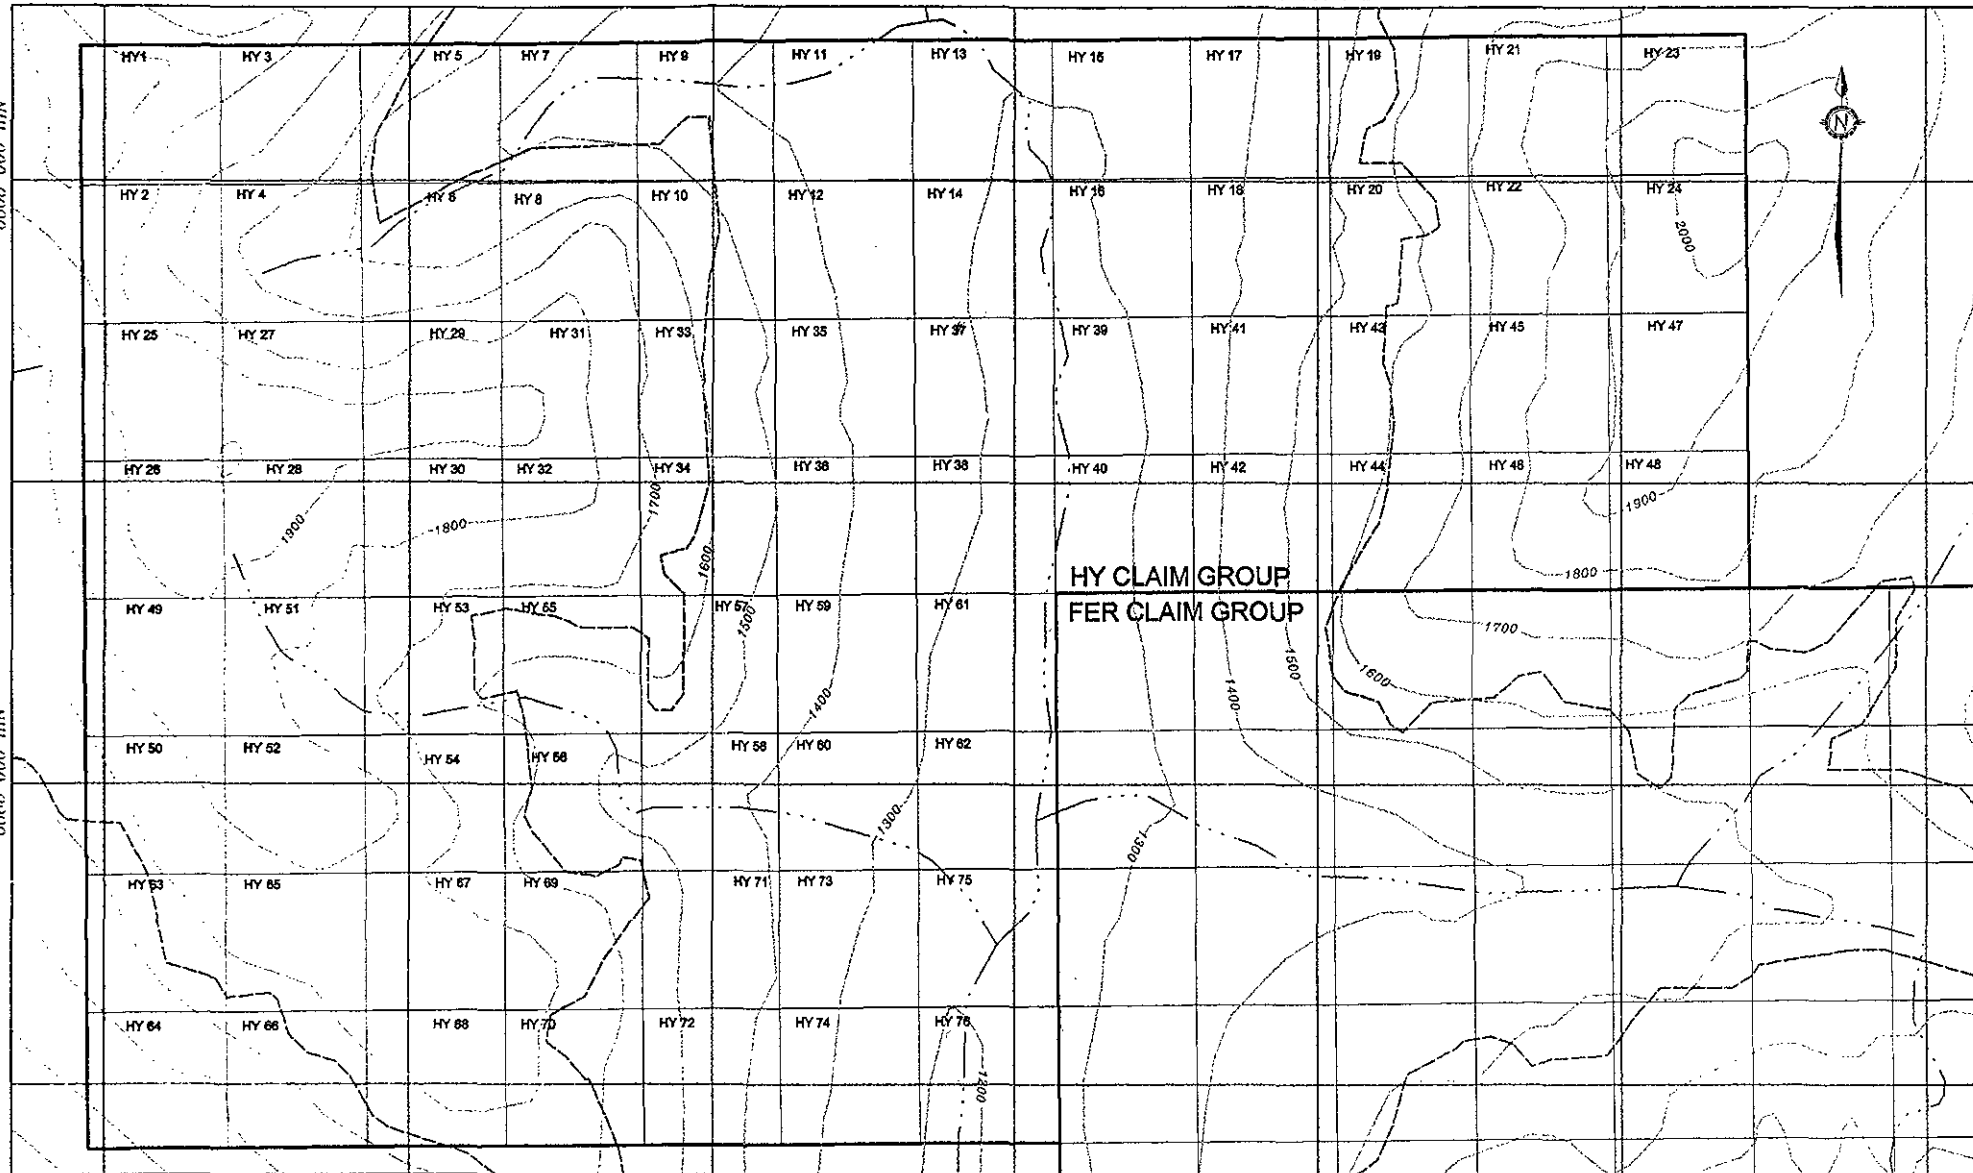 HY1 HY 3 HY 5 HY 7 HY 9 HY 11 HY 13 HY 15 HY 17 HY 19 HY 21 HY 23
N
HY 2 HY 4 HY 6 HY 8 HY 10 HY 12 HY 14 HY 16 HY 18 HY 20 HY 22 HY 24
2000
HY 25 HY 27 HY 29 HY 31 HY 33 HY 35 HY 37 HY 39 HY 41 HY 43 HY 45 HY 47
HY 26 HY 28 HY 30 HY 32 HY 34 HY 36 HY 38 HY 40 HY 42 HY 44 HY 46 HY 48
1900 1800 1700 1900
1600 1800
HY CLAIM GROUP
FER CLAIM GROUP
HY 49 HY 51 HY 53 HY 55 HY 57 HY 59 HY 61
1500 1700
1400 1400 1500 1600
HY 50 HY 52 HY 54 HY 56 HY 58 HY 60 HY 62
1300 1300
HY 63 HY 65 HY 67 HY 69 HY 71 HY 73 HY 75
HY 64 HY 66 HY 68 HY 70 HY 72 HY 74 HY 76
1200